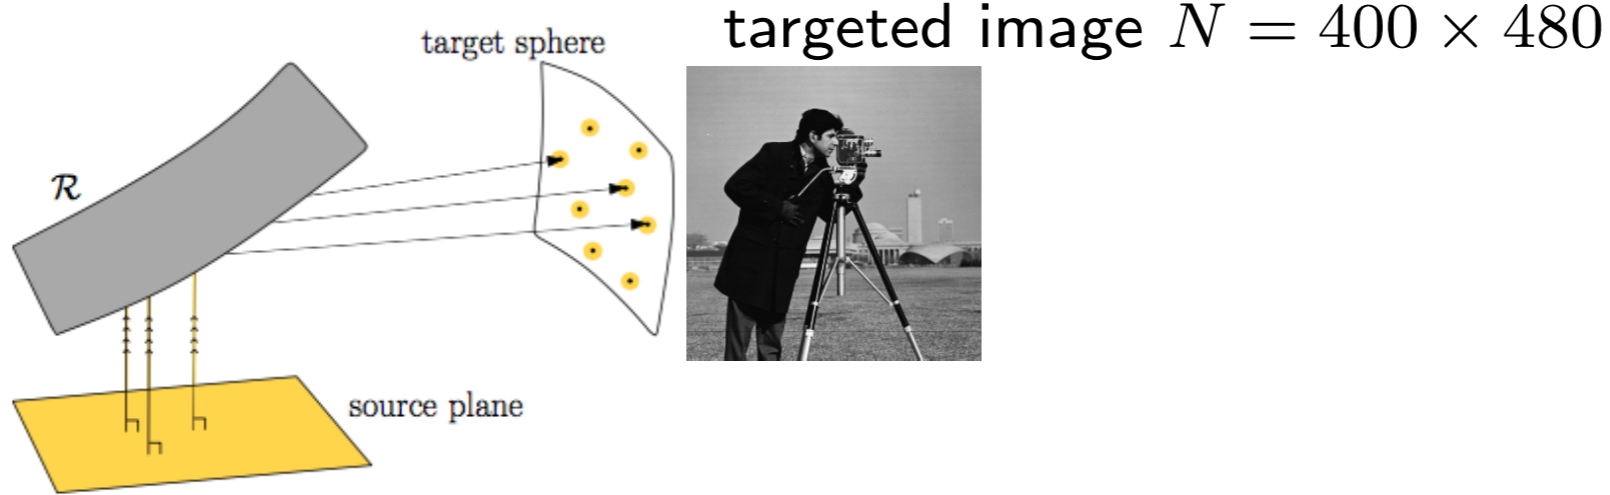 targeted image N = 400 × 480
target sphere
R
source plane